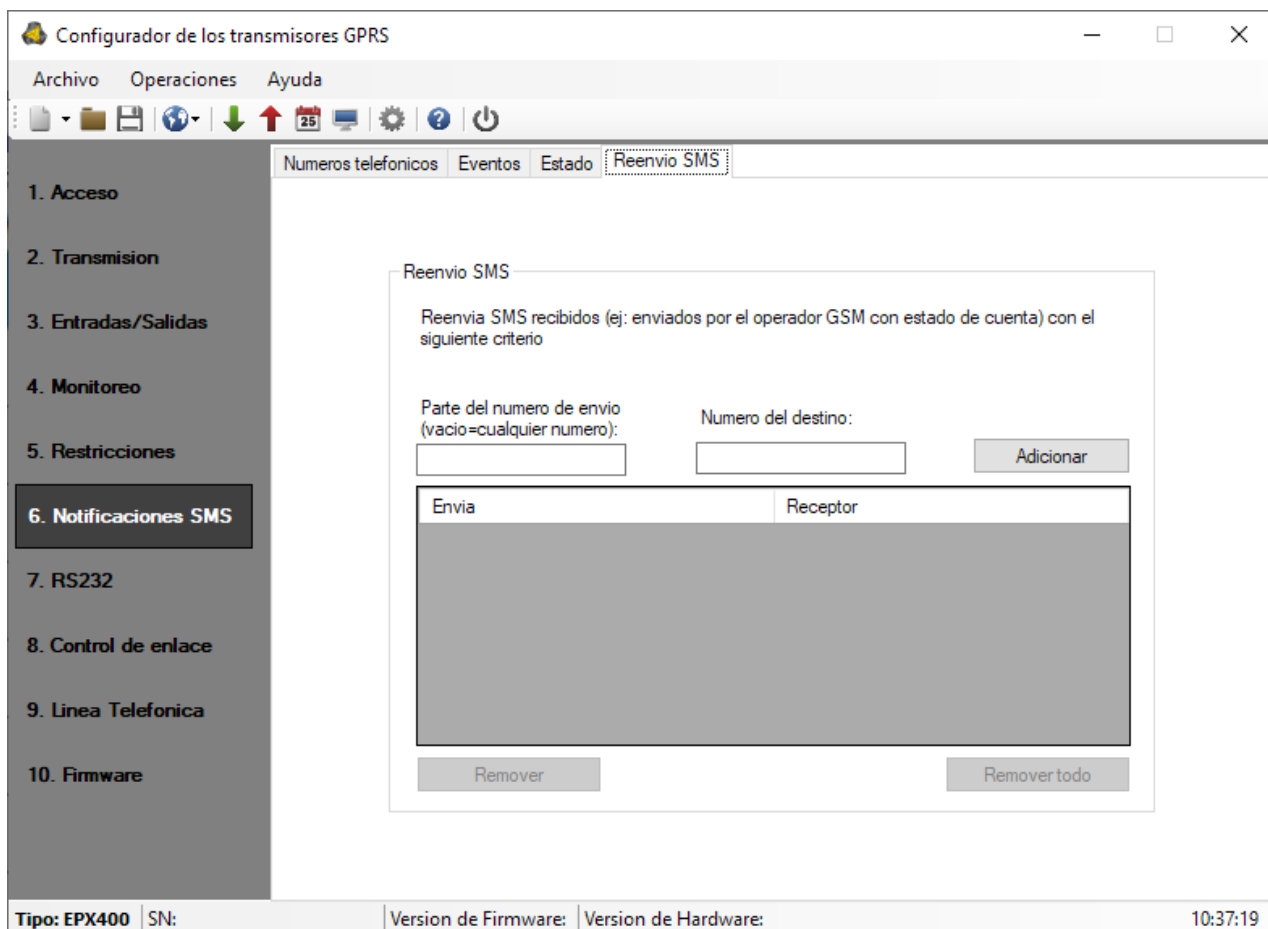 Configurador de los transmisores GPRS
Archivo Operaciones Ayuda
25
Numeros telefonicos Eventos Estado Reenvio SMS
1. Acceso
2. Transmision
3. Entradas/Salidas
4. Monitoreo
5. Restricciones
6. Notificaciones SMS
7. RS232
8. Control de enlace
9. Linea Telefonica
10. Firmware
Reenvio SMS
Reenvia SMS recibidos (ej: enviados por el operador GSM con estado de cuenta) con el
siguiente criterio
Parte del numero de envio
(vacio=cualquier numero):
Numero del destino:
Adicionar
Envia Receptor
Remover Remover todo
Tipo: EPX400 SN: Version de Firmware: Version de Hardware: 10:37:19